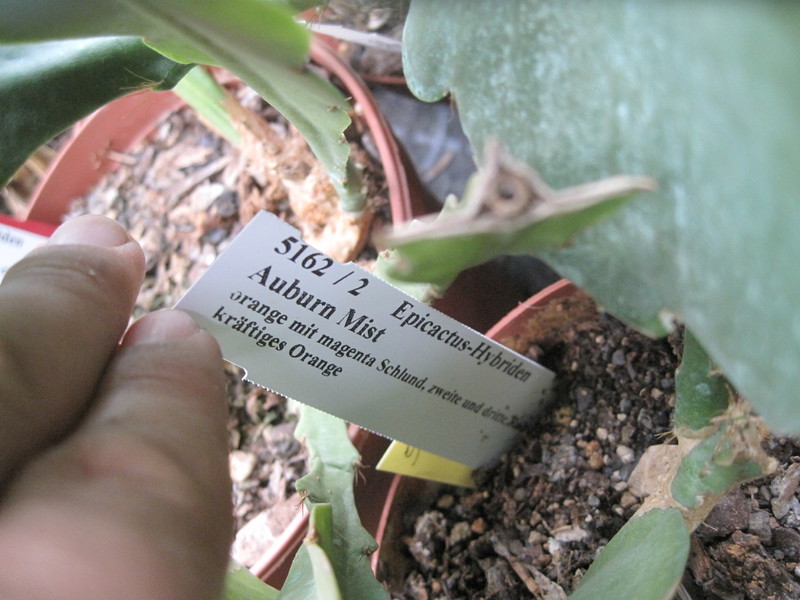 5162 / 2 Epicactus-Hybriden
Auburn Mist
orange mit magenta Schlund, zweite und dritte
kräftiges Orange